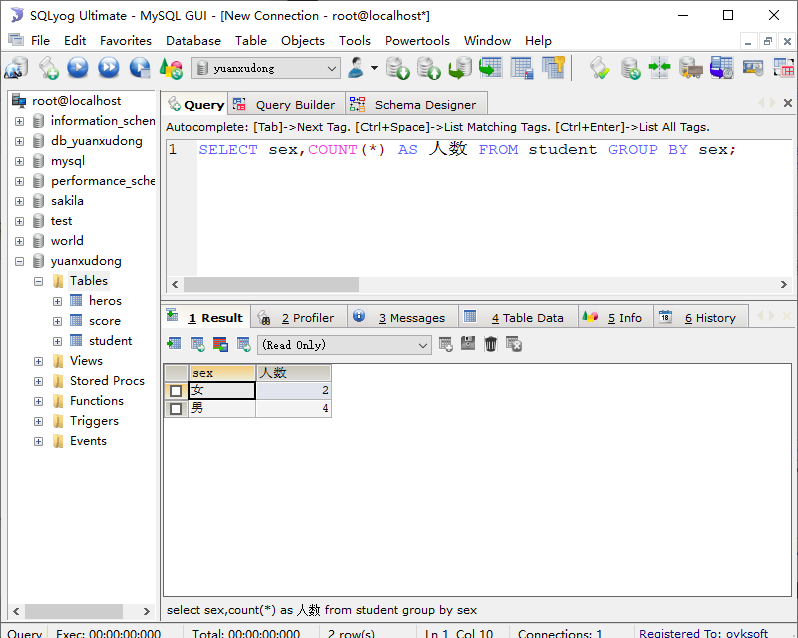 SQLyog Ultimate - MySQL GUI - [New Connection - root@localhost*]
File Edit Favorites Database Table Objects Tools Powertools Window Help
yuanxudong
root@localhost
information_schem
db_yuanxudong
mysql
performance_sche
sakila
test
world
yuanxudong
Tables
heros
score
student
Views
Stored Procs
Functions
Triggers
Events
Query Query Builder Schema Designer
Autocomplete: [Tab]->Next Tag. [Ctrl+Space]->List Matching Tags. [Ctrl+Enter]->List All Tags.
1 SELECT sex,COUNT(*) AS 人数 FROM student GROUP BY sex;
1 Result 2 Profiler 3 Messages 4 Table Data 5 Info 6 History
(Read Only)
sex 人数
女 2
男 4
select sex,count(*) as 人数 from student group by sex
Query Exec: 00:00:00:000 Total: 00:00:00:000 2 row(s) Ln 1, Col 10 Connections: 1 Registered To: ovksoft